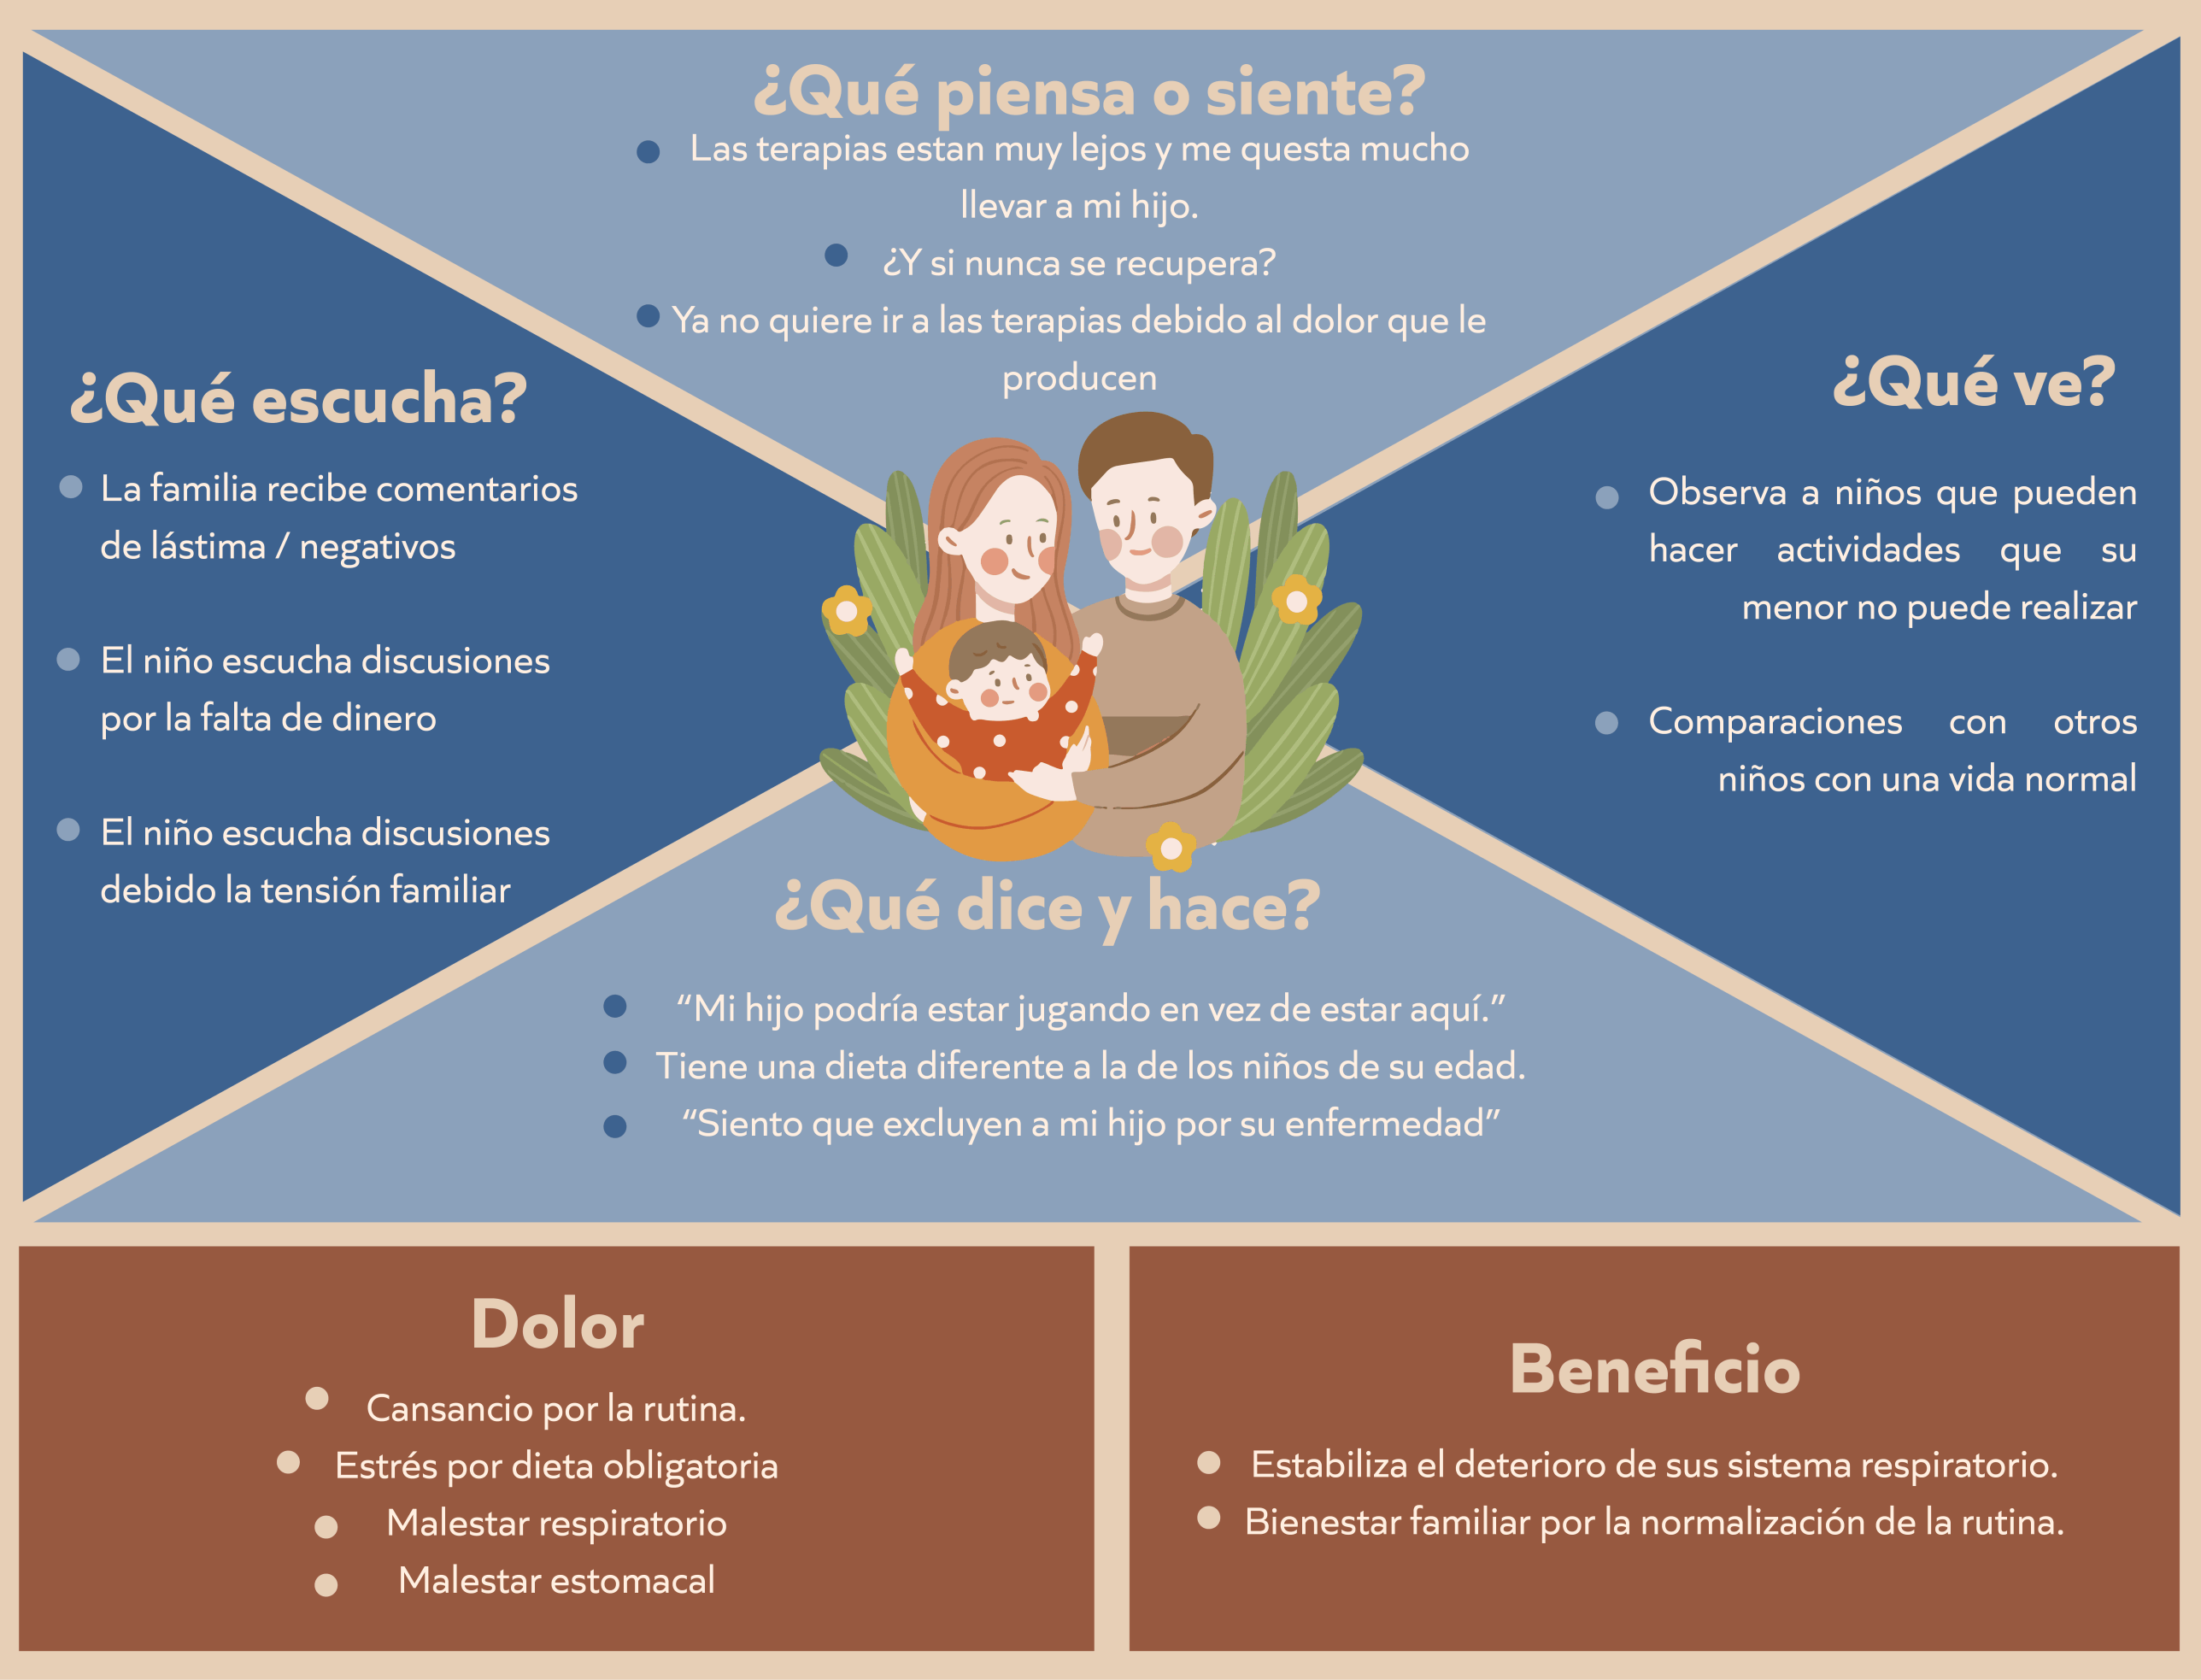 ¿Qué piensa o siente?
Las terapias estan muy lejos y me questa mucho
llevar a mi hijo.
¿Y si nunca se recupera?
Ya no quiere ir a las terapias debido al dolor que le
producen
¿Qué escucha?
La familia recibe comentarios
de lástima / negativos
El niño escucha discusiones
por la falta de dinero
El niño escucha discusiones
debido la tensión familiar
¿Qué ve?
Observa a niños que pueden
hacer actividades que su
menor no puede realizar
Comparaciones con otros
niños con una vida normal
¿Qué dice y hace?
“Mi hijo podría estar jugando en vez de estar aquí.”
Tiene una dieta diferente a la de los niños de su edad.
“Siento que excluyen a mi hijo por su enfermedad”
Dolor
Cansancio por la rutina.
Estrés por dieta obligatoria
Malestar respiratorio
Malestar estomacal
Beneficio
Estabiliza el deterioro de sus sistema respiratorio.
Bienestar familiar por la normalización de la rutina.